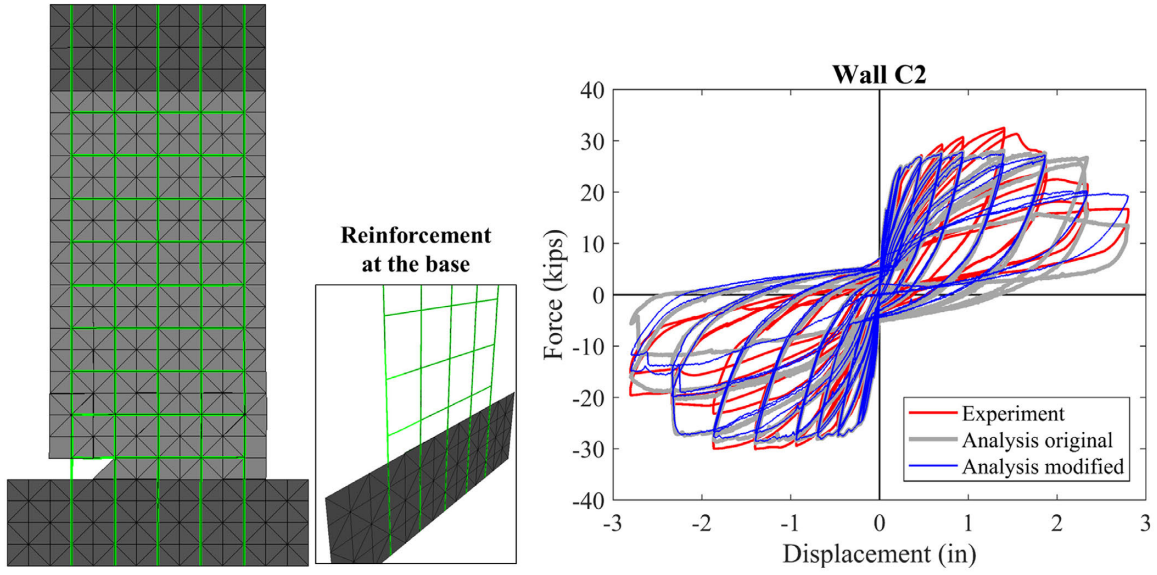 Reinforcement
at the base
Wall C2
40
30
20
10
0
-10
-20
-30
-40
Force (kips)
-3
-2
-1
0
1
2
3
Displacement (in)
Experiment
Analysis original
Analysis modified